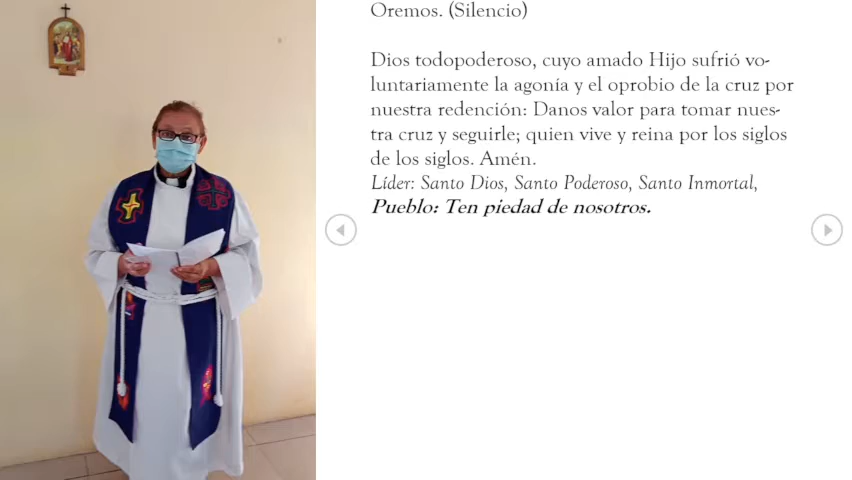 Oremos. (Silencio)
Dios todopoderoso, cuyo amado Hijo sufrió vo-
luntariamente la agonía y el oprobio de la cruz por
nuestra redención: Danos valor para tomar nues-
tra cruz y seguirle; quien vive y reina por los siglos
de los siglos. Amén.
Líder: Santo Dios, Santo Poderoso, Santo Inmortal,
Pueblo: Ten piedad de nosotros.